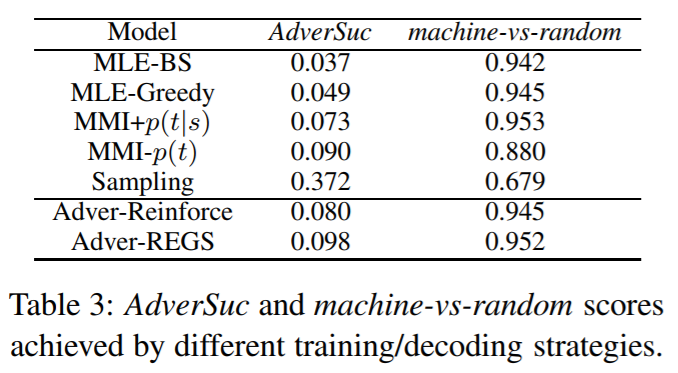 Model AdverSuc machine-vs-random
MLE-BS 0.037 0.942
MLE-Greedy 0.049 0.945
MMI+p(t|s) 0.073 0.953
MMI-p(t) 0.090 0.880
Sampling 0.372 0.679
Adver-Reinforce 0.080 0.945
Adver-REGS 0.098 0.952
Table 3: AdverSuc and machine-vs-random scores
achieved by different training/decoding strategies.